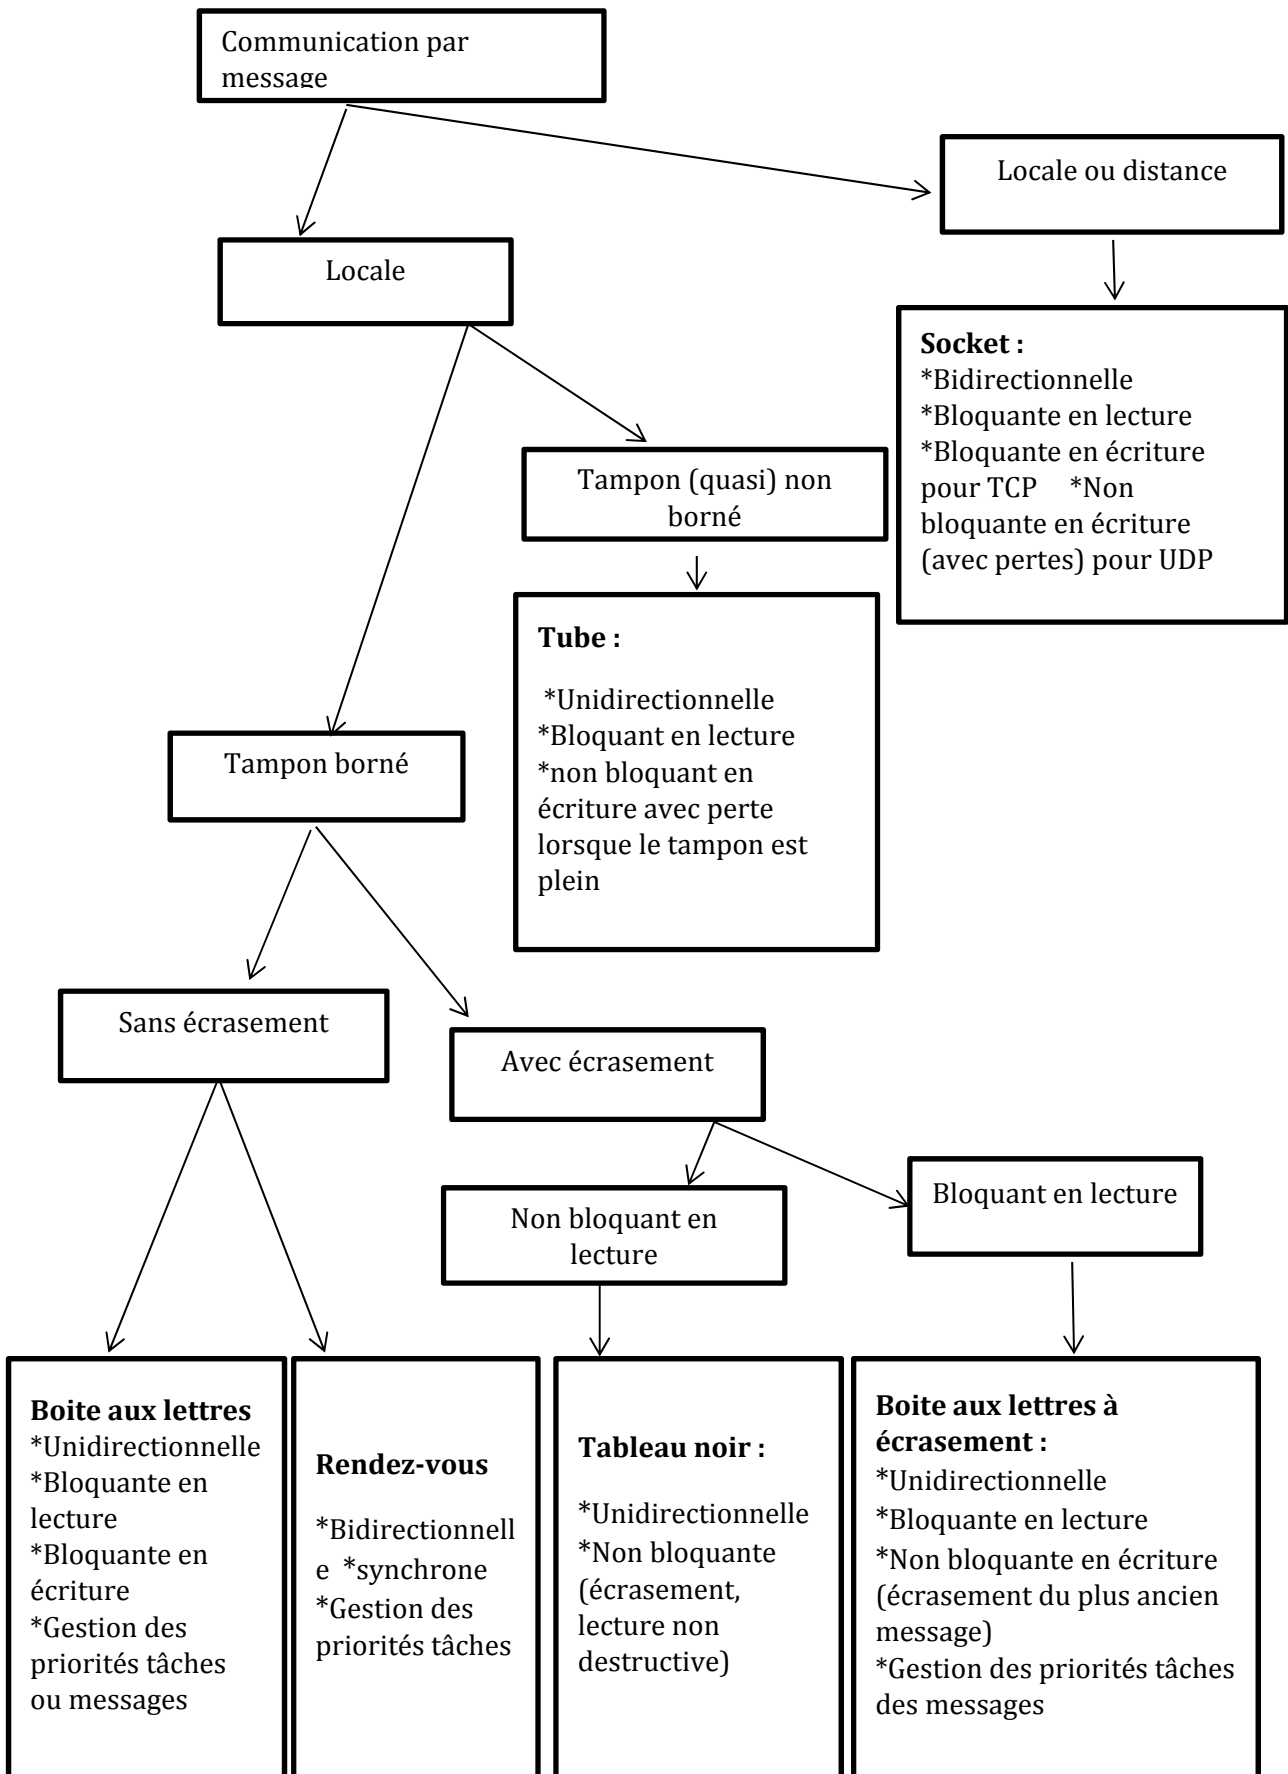 Communication par
message
Locale ou distance
Locale
Socket :
*Bidirectionnelle
*Bloquante en lecture
*Bloquante en écriture
pour TCP *Non
bloquante en écriture
(avec pertes) pour UDP
Tampon (quasi) non
borné
Tube :
*Unidirectionnelle
*Bloquant en lecture
*non bloquant en
écriture avec perte
lorsque le tampon est
plein
Tampon borné
Sans écrasement
Avec écrasement
Non bloquant en
lecture
Bloquant en lecture
Boite aux lettres
*Unidirectionnelle
*Bloquante en
lecture
*Bloquante en
écriture
*Gestion des
priorités tâches
ou messages
Rendez-vous
*Bidirectionnell
e *synchrone
*Gestion des
priorités tâches
Tableau noir :
*Unidirectionnelle
*Non bloquante
(écrasement,
lecture non
destructive)
Boite aux lettres à
écrasement :
*Unidirectionnelle
*Bloquante en lecture
*Non bloquante en écriture
(écrasement du plus ancien
message)
*Gestion des priorités tâches
des messages